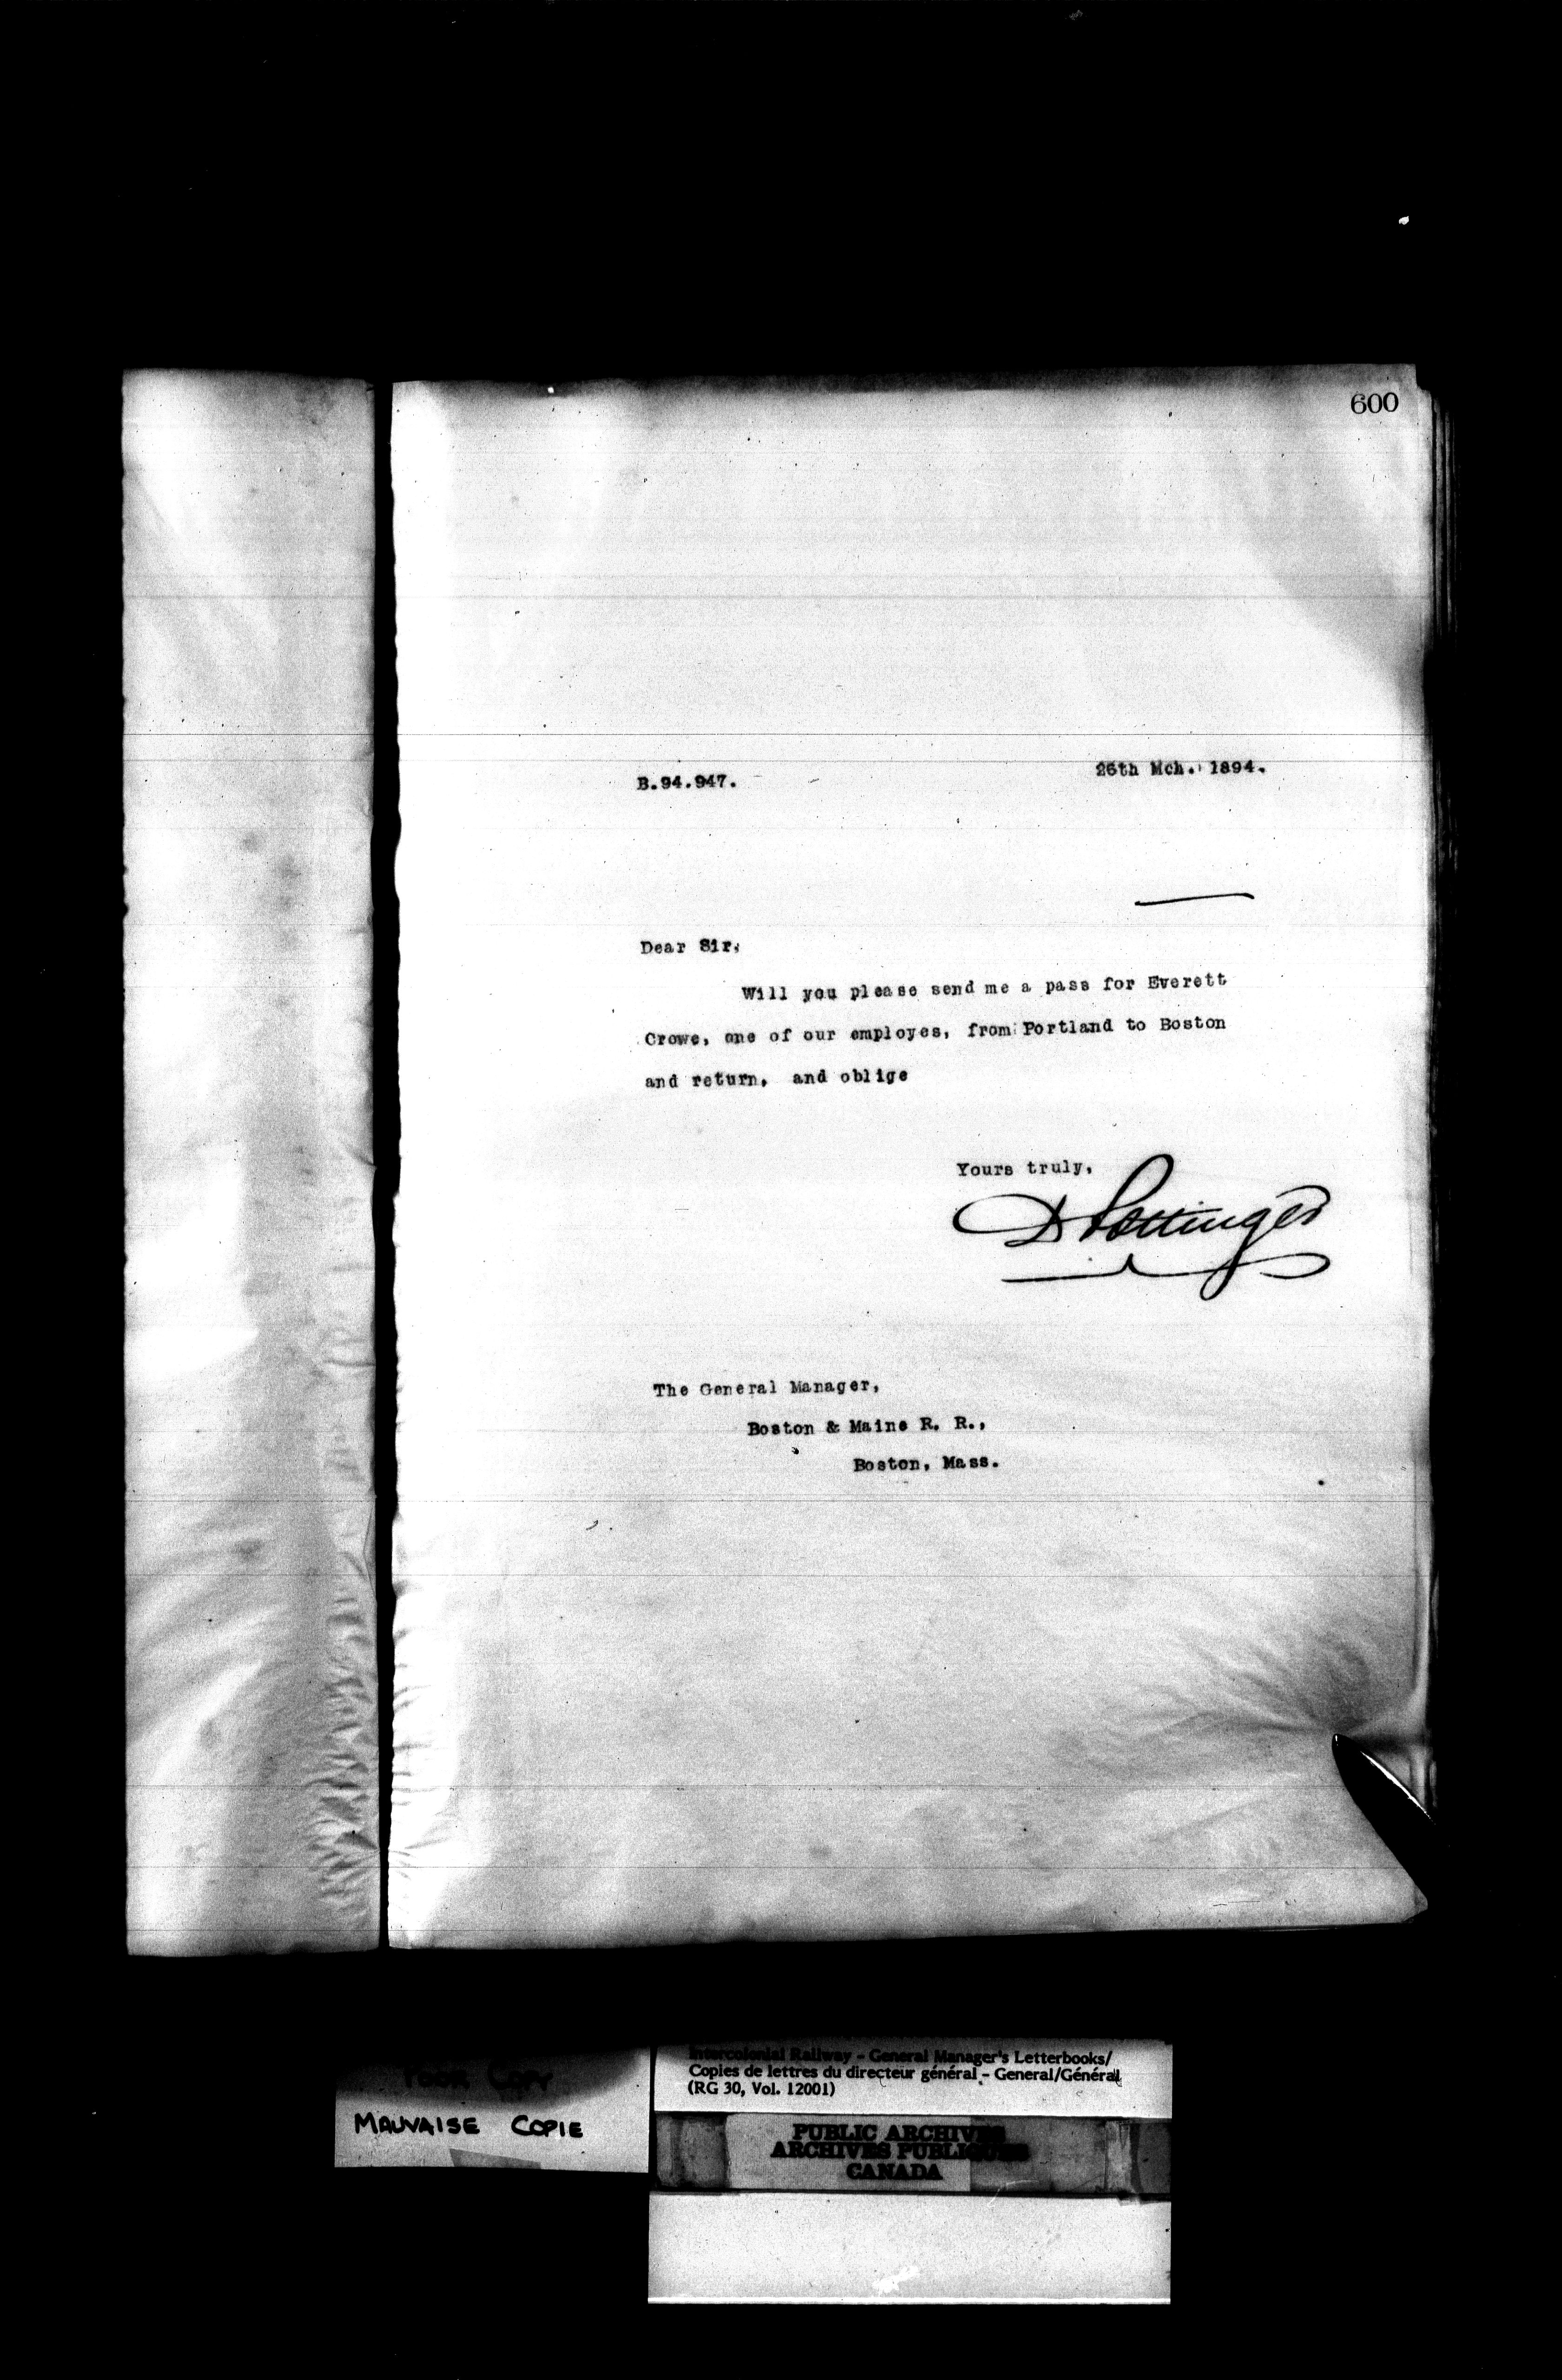 600
B.94.947. 26th Mch. 1894.
Dear Sir,
Will you please send me a pass for Everett
Crowe, one of our employes, from Portland to Boston
and return, and oblige
Yours truly,
D Pottinger
The General Manager,
Boston & Maine R. R.,
Boston, Mass.
POOR COPY
MAUVAISE COPIE
Intercolonial Railway - General Manager's Letterbooks/
Copies de lettres du directeur général - General/Général
(RG 30, Vol. 12001)
PUBLIC ARCHIVES
ARCHIVES PUBLIQUES
CANADA